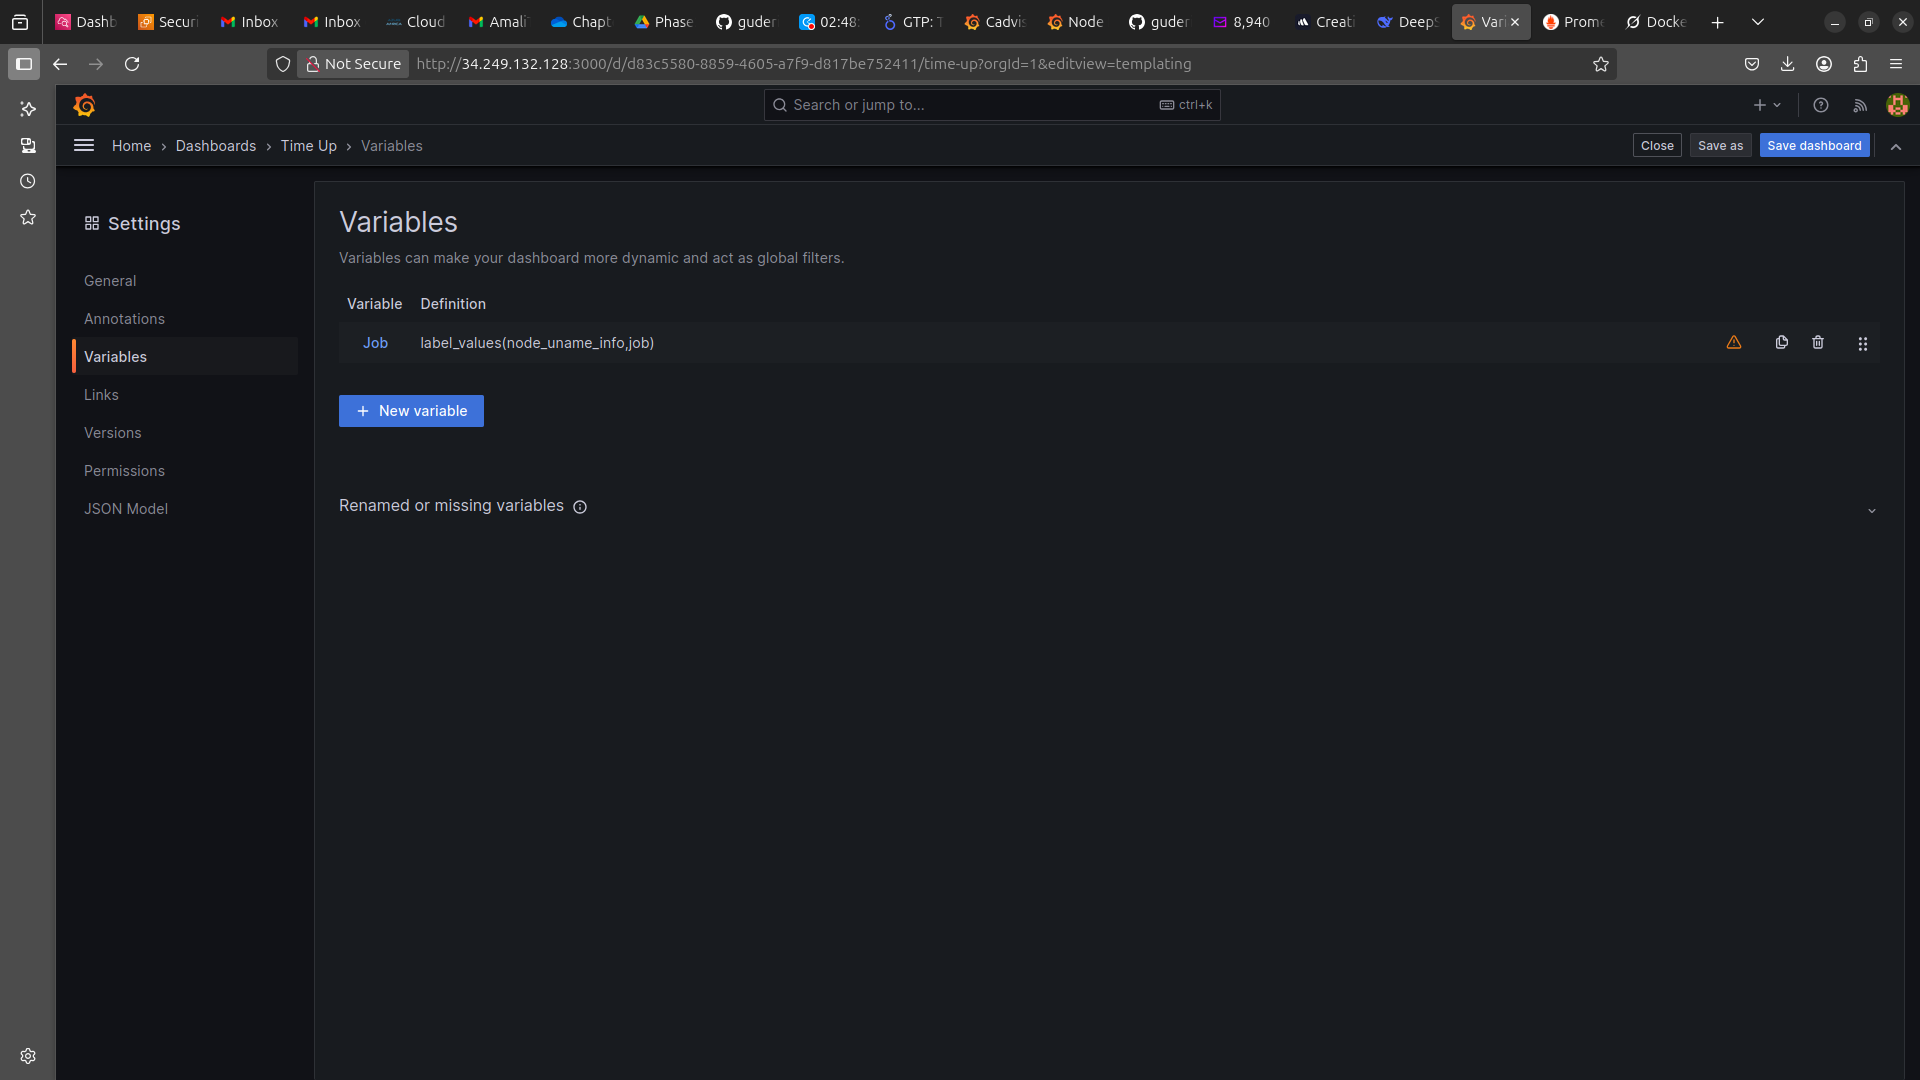 Dashb
Securi
Inbox
Inbox
Cloud
Amali
Chapt
Phase
guder
02:48:
GTP: T
Cadvis
Node
guder
8,940
Creati
DeepS
Vari
Prome
Docke
Not Secure
http://34.249.132.128:3000/d/d83c5580-8859-4605-a7f9-d817be752411/time-up?orgId=1&editview=templating
Search or jump to...
ctrl+k
Home › Dashboards › Time Up › Variables
Close
Save as
Save dashboard
Settings
General
Annotations
Variables
Links
Versions
Permissions
JSON Model
Variables
Variables can make your dashboard more dynamic and act as global filters.
Variable Definition
Job label_values(node_uname_info,job)
New variable
Renamed or missing variables